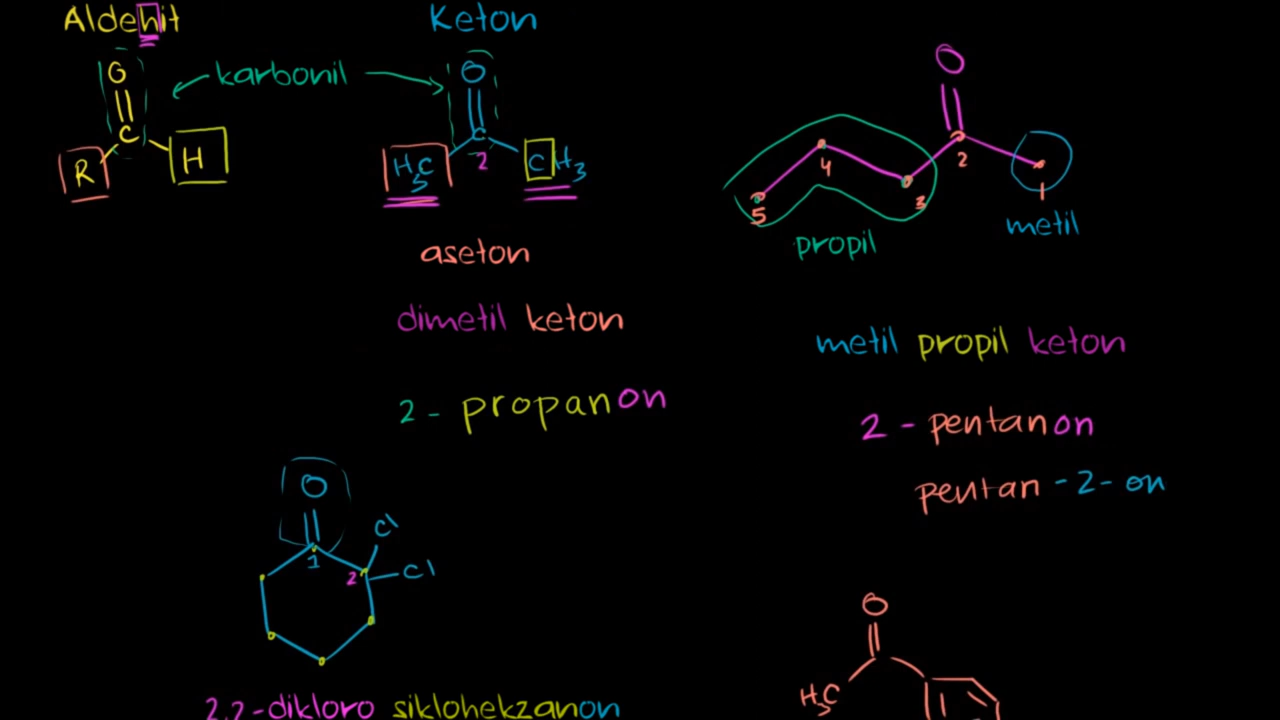 Aldehit
O
C
R
H
karbonil
Keton
O
C
H3C
2
CH3
aseton
dimetil keton
2 - propanon
O
5
4
3
2
1
propil
metil
metil propil keton
2 - pentanon
pentan -2- on
O
1
2
Cl
Cl
2,2-dikloro siklohekzanon
O
H3C